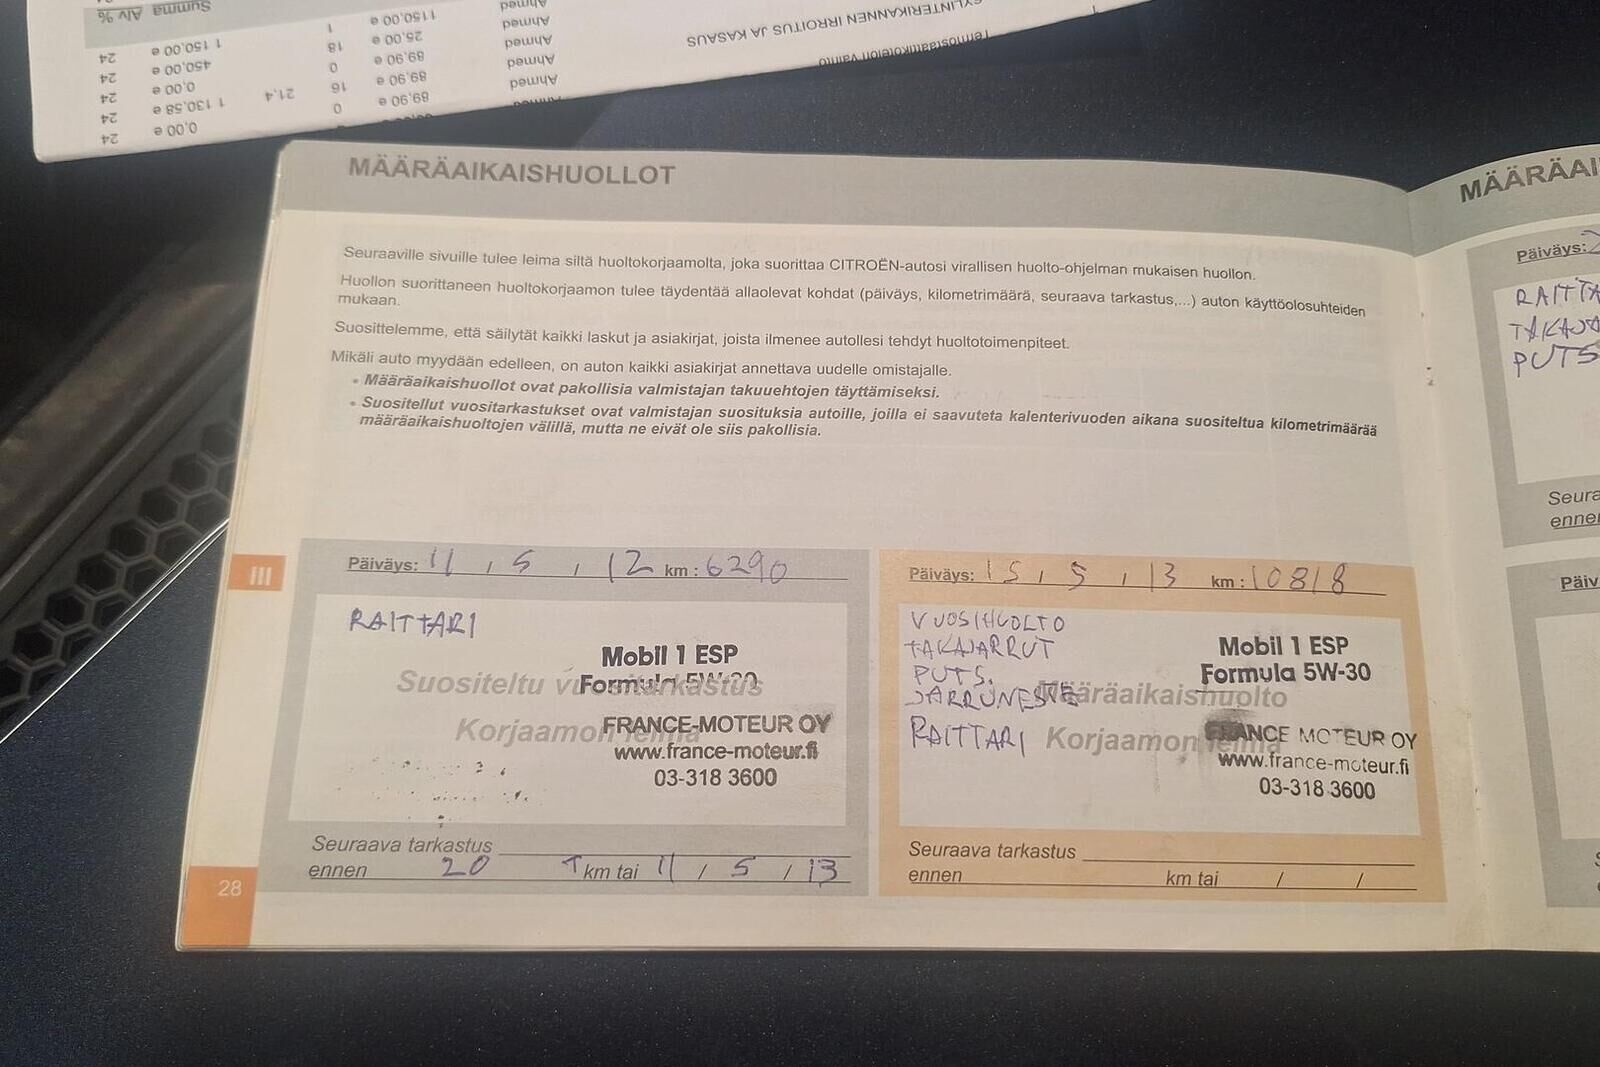 Summa Alv %
Ahmed 1150,00 e 1 1 150,00 e 24
Ahmed 25,00 e 18 450,00 e 24
Ahmed 89,90 e 0 0,00 e 24
Ahmed 89,90 e 16 21,4 1 130,58 e 24
89,90 e 0 0,00 e 24
IRROITUS JA KASAUS
MÄÄRÄAIKAISHUOLLOT
Seuraaville sivuille tulee leima siltä huoltokorjaamolta, joka suorittaa CITROËN-autosi virallisen huolto-ohjelman mukaisen huollon.
Huollon suorittaneen huoltokorjaamon tulee täydentää allaolevat kohdat (päiväys, kilometrimäärä, seuraava tarkastus,...) auton käyttöolosuhteiden
mukaan.
Suosittelemme, että säilytät kaikki laskut ja asiakirjat, joista ilmenee autollesi tehdyt huoltotoimenpiteet.
Mikäli auto myydään edelleen, on auton kaikki asiakirjat annettava uudelle omistajalle.
• Määräaikaishuollot ovat pakollisia valmistajan takuuehtojen täyttämiseksi.
• Suositellut vuositarkastukset ovat valmistajan suosituksia autoille, joilla ei saavuteta kalenterivuoden aikana suositeltua kilometrimäärää
määräaikaishuoltojen välillä, mutta ne eivät ole siis pakollisia.
III
Päiväys: 11 , 5 , 12 km : 6290
RAITTARI
Mobil 1 ESP
Formula 5W-30
Suositeltu vuositarkastus
Korjaamon leima
FRANCE-MOTEUR OY
www.france-moteur.fi
03-318 3600
Seuraava tarkastus
ennen 20 T km tai 11 / 5 / 13
Päiväys: 15 , 5 , 13 km : 10818
VUOSIHUOLTO
TAKAJARRUT
PUTS.
JARRUNESTE
RAITTARI
Mobil 1 ESP
Formula 5W-30
Määräaikaishuolto
Korjaamon leima
FRANCE MOTEUR OY
www.france-moteur.fi
03-318 3600
Seuraava tarkastus
ennen km tai / /
28
MÄÄRÄAI
Päiväys:
RAITTA
TAKAJA
PUTS
Seura
ennen
Päiv